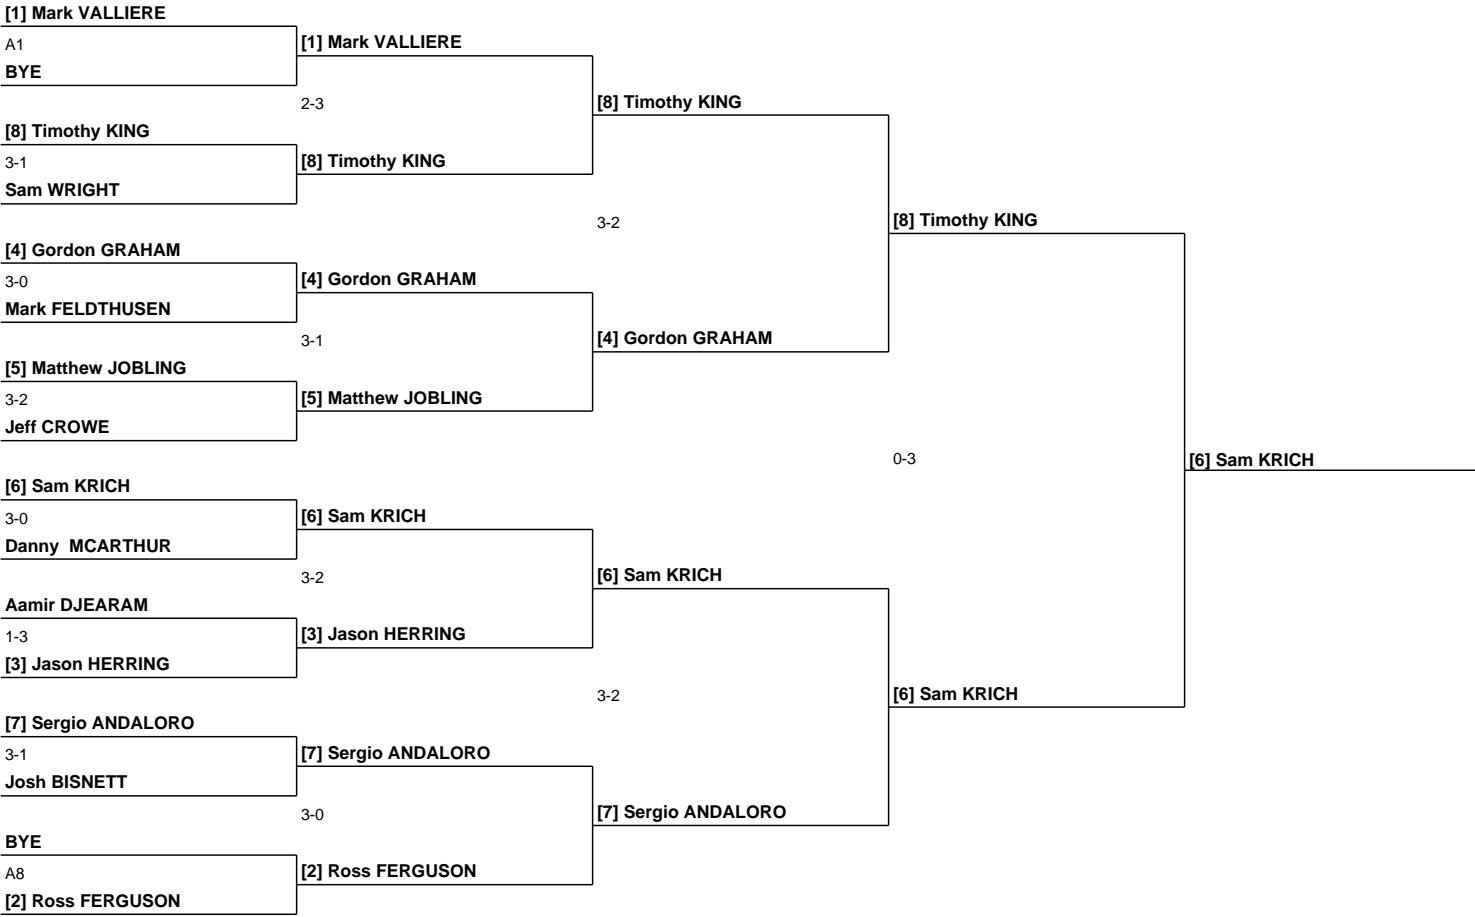 [1] Mark VALLIERE
A1
BYE
[8] Timothy KING
3-1
Sam WRIGHT
[4] Gordon GRAHAM
3-0
Mark FELDTHUSEN
[5] Matthew JOBLING
3-2
Jeff CROWE
[6] Sam KRICH
3-0
Danny  MCARTHUR
Aamir DJEARAM
1-3
[3] Jason HERRING
[7] Sergio ANDALORO
3-1
Josh BISNETT
BYE
A8
[2] Ross FERGUSON
[1] Mark VALLIERE
2-3
[8] Timothy KING
[4] Gordon GRAHAM
3-1
[5] Matthew JOBLING
[6] Sam KRICH
3-2
[3] Jason HERRING
[7] Sergio ANDALORO
3-0
[2] Ross FERGUSON
[8] Timothy KING
3-2
[4] Gordon GRAHAM
[6] Sam KRICH
3-2
[7] Sergio ANDALORO
[8] Timothy KING
0-3
[6] Sam KRICH
[6] Sam KRICH